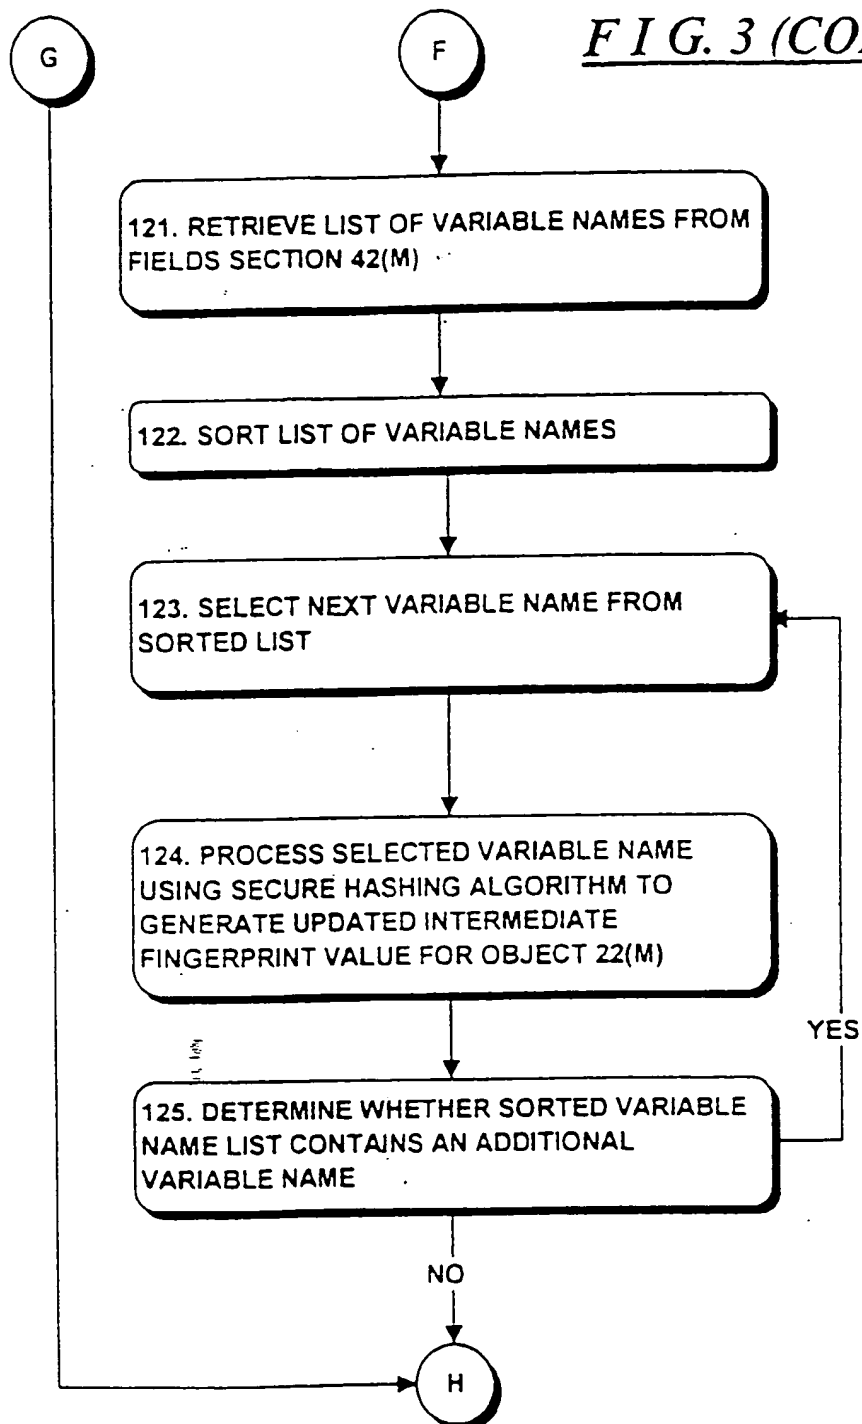 G
F
F I G. 3 (CO
121. RETRIEVE LIST OF VARIABLE NAMES FROM
FIELDS SECTION 42(M)
122. SORT LIST OF VARIABLE NAMES
123. SELECT NEXT VARIABLE NAME FROM
SORTED LIST
124. PROCESS SELECTED VARIABLE NAME
USING SECURE HASHING ALGORITHM TO
GENERATE UPDATED INTERMEDIATE
FINGERPRINT VALUE FOR OBJECT 22(M)
YES
125. DETERMINE WHETHER SORTED VARIABLE
NAME LIST CONTAINS AN ADDITIONAL
VARIABLE NAME
NO
H